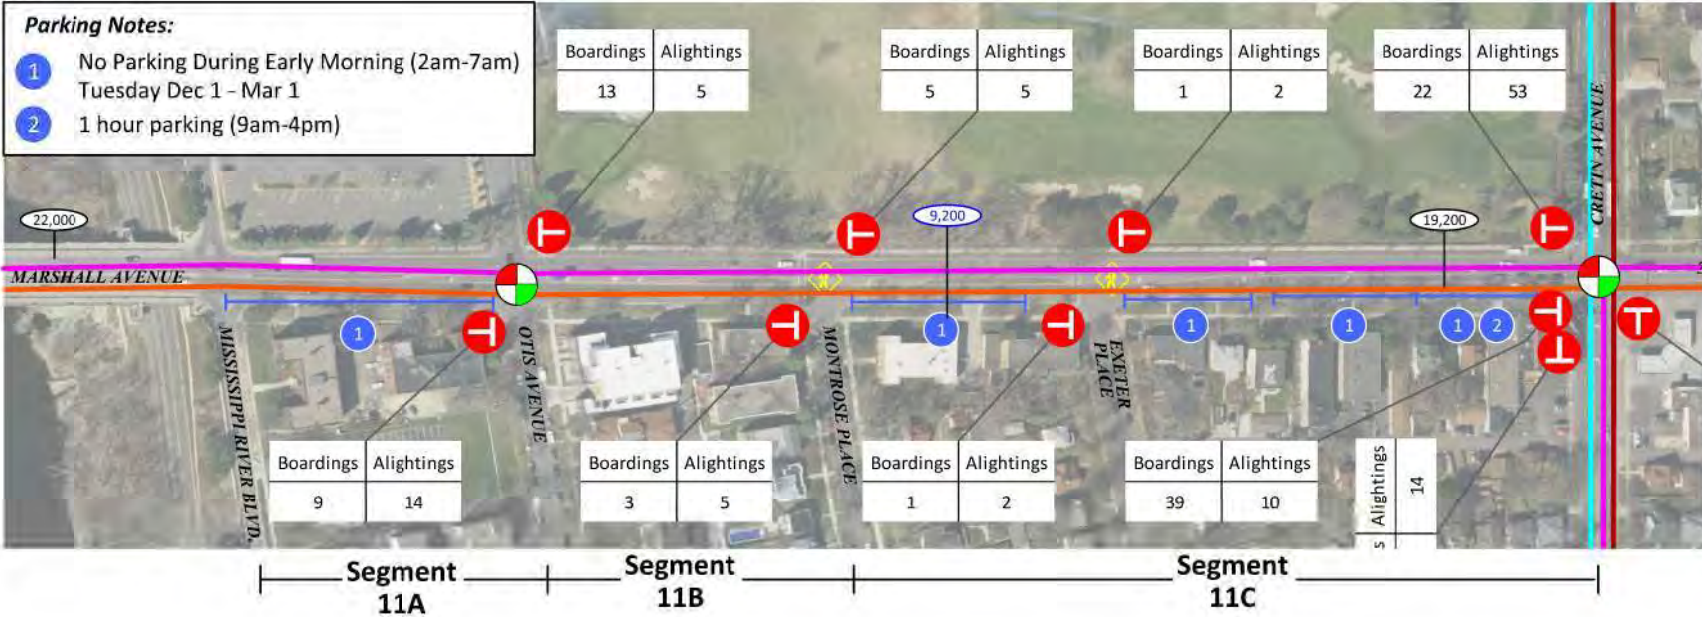 Parking Notes:
1 No Parking During Early Morning (2am-7am)
Tuesday Dec 1 - Mar 1
2 1 hour parking (9am-4pm)
Boardings Alightings
13 5
Boardings Alightings
5 5
Boardings Alightings
1 2
Boardings Alightings
22 53
CRETIN AVENUE
22,000
9,200
19,200
MARSHALL AVENUE
1
1
1
1
1 2
MISSISSIPPI RIVER BLVD.
OTIS AVENUE
MONTROSE PLACE
EXETER
PLACE
Boardings Alightings
9 14
Boardings Alightings
3 5
Boardings Alightings
1 2
Boardings Alightings
39 10
Alightings
14
s
Segment
11A
Segment
11B
Segment
11C